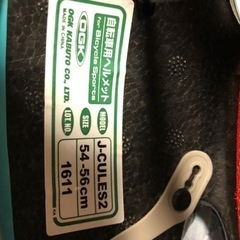 自転車用ヘルメット
for Bicycle Sports
OGK
OGK KABUTO CO., LTD.
MADE IN CHINA
MODEL J-CULES2
SIZE 54-56cm
LOT. NO. 1611